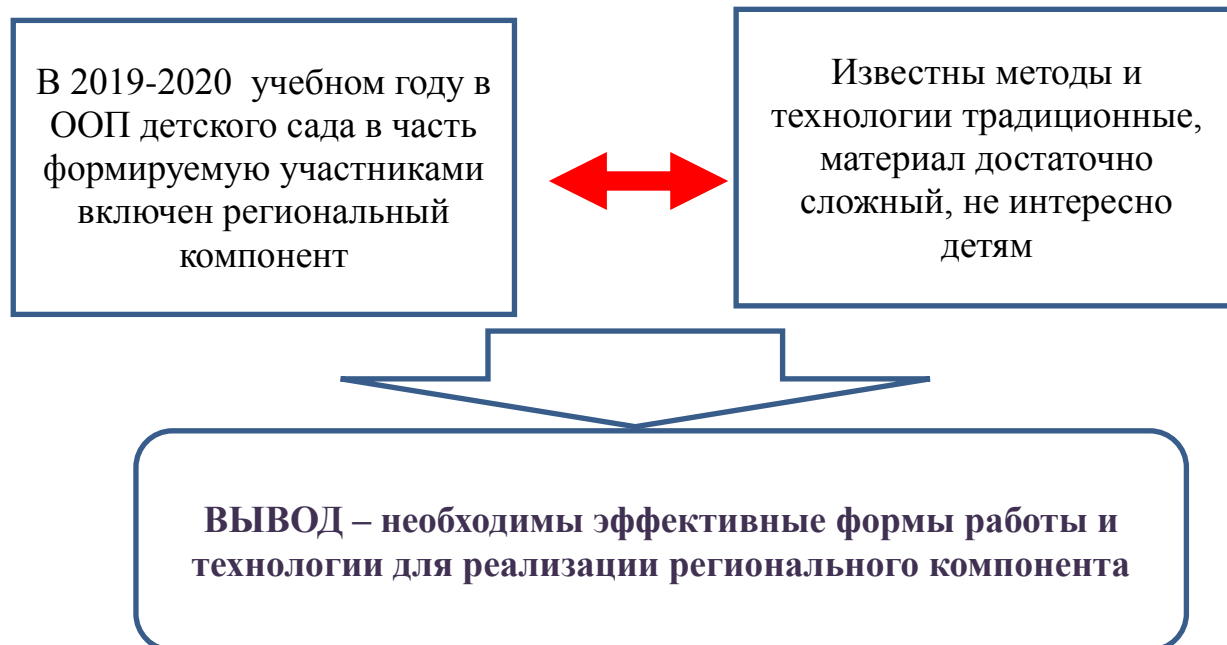 В 2019-2020 учебном году в
ООП детского сада в часть
формируемую участниками
включен региональный
компонент
Известны методы и
технологии традиционные,
материал достаточно
сложный, не интересно
детям
ВЫВОД – необходимы эффективные формы работы и
технологии для реализации регионального компонента